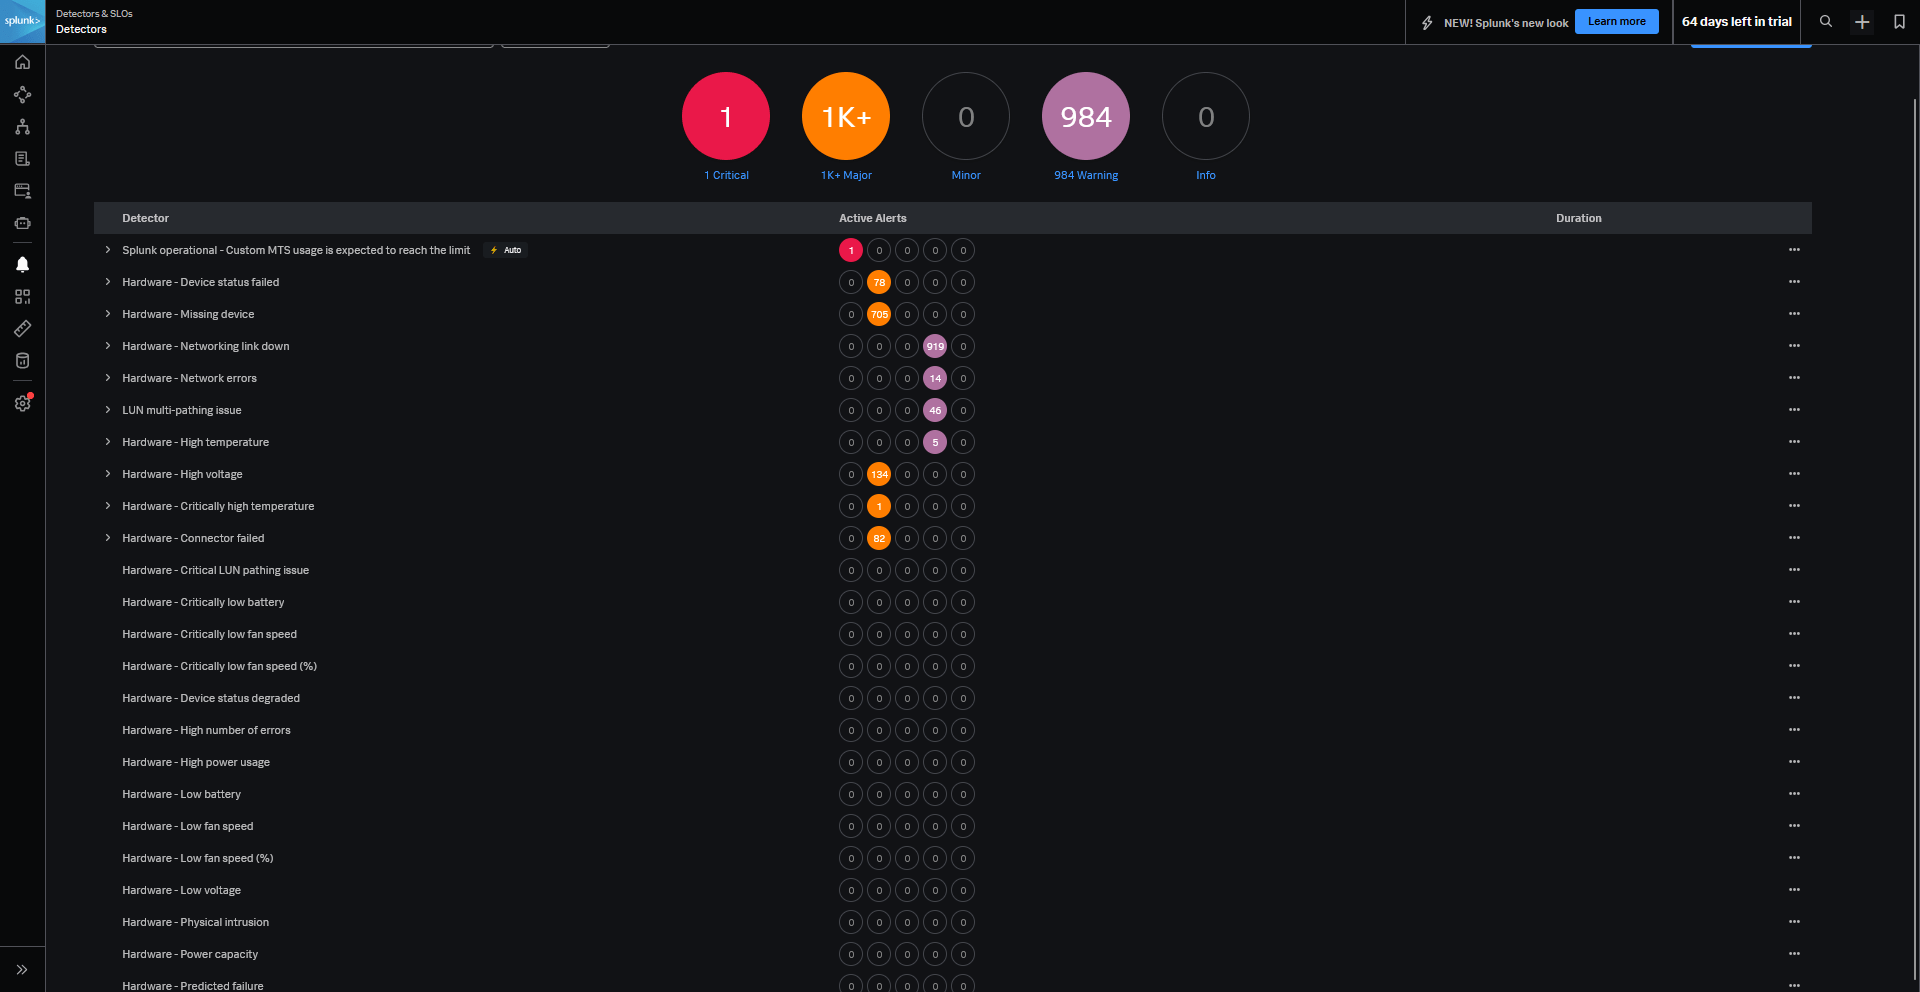 splunk>
Detectors & SLOs
Detectors
NEW! Splunk's new look
Learn more
64 days left in trial
1
1K+
0
984
0
1 Critical
1K+ Major
Minor
984 Warning
Info
Detector Active Alerts Duration
Splunk operational - Custom MTS usage is expected to reach the limit Auto 1 0 0 0 0
Hardware - Device status failed 0 78 0 0 0
Hardware - Missing device 0 705 0 0 0
Hardware - Networking link down 0 0 0 919 0
Hardware - Network errors 0 0 0 14 0
LUN multi-pathing issue 0 0 0 46 0
Hardware - High temperature 0 0 0 5 0
Hardware - High voltage 0 134 0 0 0
Hardware - Critically high temperature 0 1 0 0 0
Hardware - Connector failed 0 82 0 0 0
Hardware - Critical LUN pathing issue 0 0 0 0 0
Hardware - Critically low battery 0 0 0 0 0
Hardware - Critically low fan speed 0 0 0 0 0
Hardware - Critically low fan speed (%) 0 0 0 0 0
Hardware - Device status degraded 0 0 0 0 0
Hardware - High number of errors 0 0 0 0 0
Hardware - High power usage 0 0 0 0 0
Hardware - Low battery 0 0 0 0 0
Hardware - Low fan speed 0 0 0 0 0
Hardware - Low fan speed (%) 0 0 0 0 0
Hardware - Low voltage 0 0 0 0 0
Hardware - Physical intrusion 0 0 0 0 0
Hardware - Power capacity 0 0 0 0 0
Hardware - Predicted failure 0 0 0 0 0